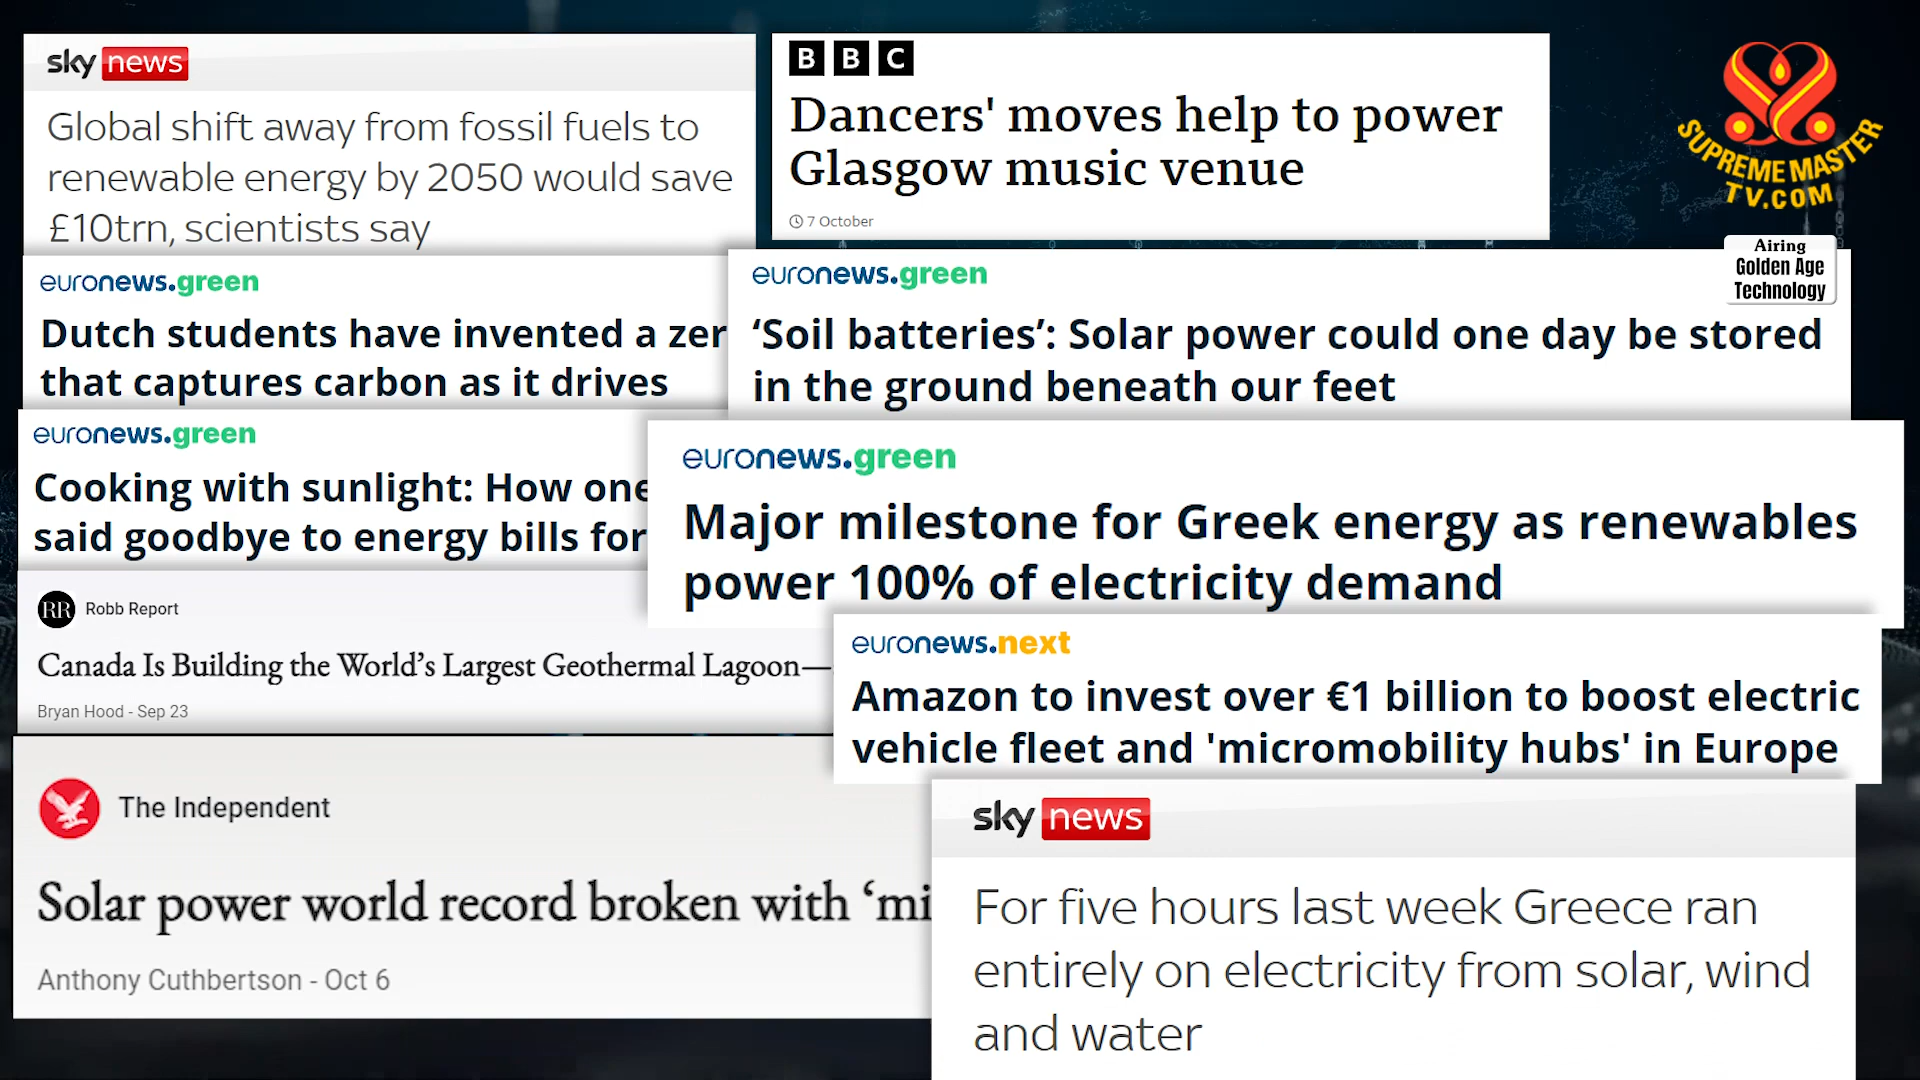 sky news
Global shift away from fossil fuels to
renewable energy by 2050 would save
£10trn, scientists say
BBC
Dancers' moves help to power
Glasgow music venue
7 October
SUPREME MASTER
TV.COM
Airing
Golden Age
Technology
euronews.green
Dutch students have invented a zer
that captures carbon as it drives
euronews.green
‘Soil batteries’: Solar power could one day be stored
in the ground beneath our feet
euronews.green
Cooking with sunlight: How one
said goodbye to energy bills for
euronews.green
Major milestone for Greek energy as renewables
power 100% of electricity demand
RR Robb Report
Canada Is Building the World’s Largest Geothermal Lagoon—
Bryan Hood - Sep 23
euronews.next
Amazon to invest over €1 billion to boost electric
vehicle fleet and 'micromobility hubs' in Europe
The Independent
Solar power world record broken with ‘mi
Anthony Cuthbertson - Oct 6
sky news
For five hours last week Greece ran
entirely on electricity from solar, wind
and water